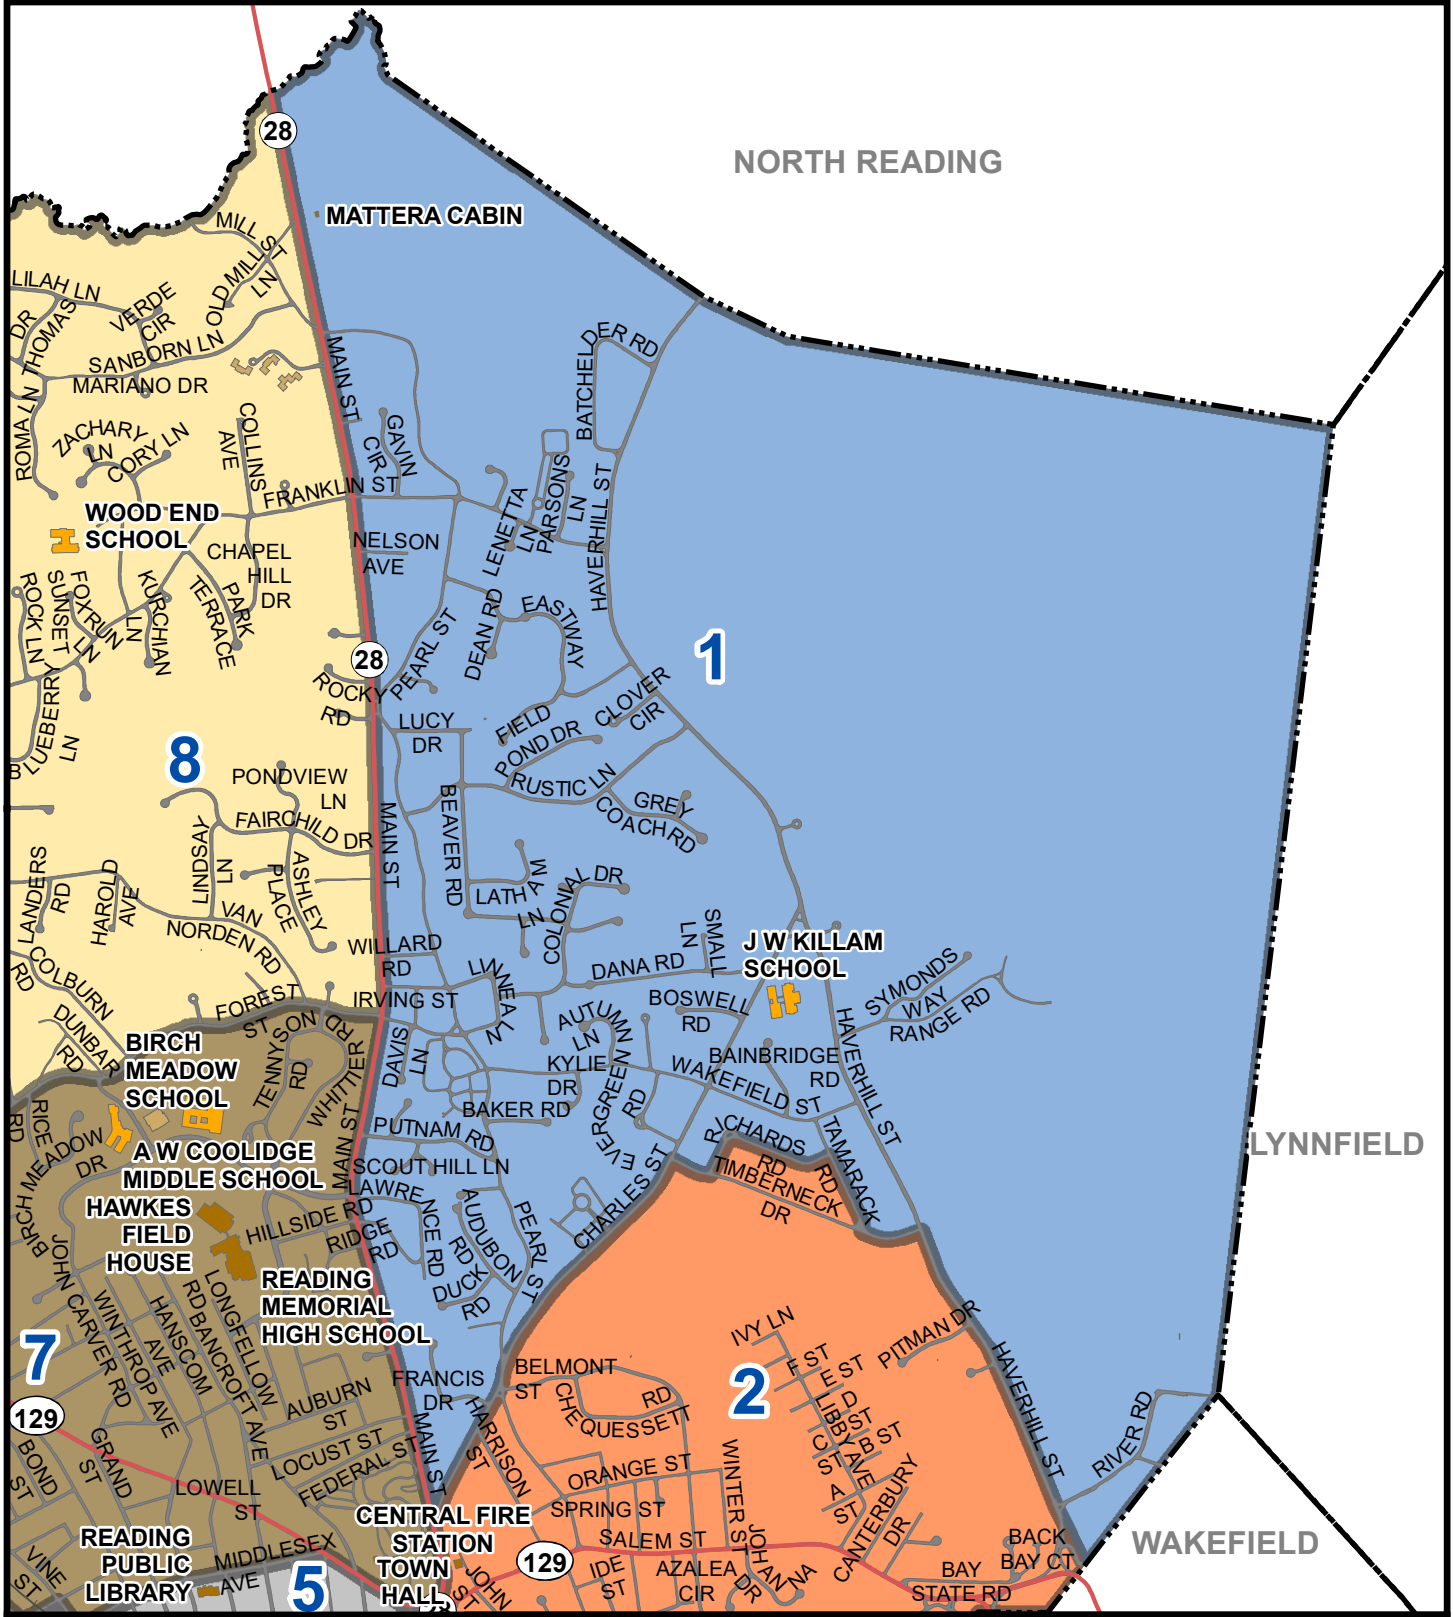 28
NORTH READING
MATTERA CABIN
MILL ST
OLD MILL
LN
LILAH LN
VERDE
CIR
THOMAS
DR
SANBORN LN
MARIANO DR
ROMA LN
MAIN ST
BATCHELDER RD
ZACHARY
LN
CORY LN
COLLINS
AVE
GAVIN
CIR
FRANKLIN ST
WOOD END
SCHOOL
LENETTA
LN
PARSONS
LN
HAVERHILL ST
NELSON
AVE
CHAPEL
HILL
DR
ROCK LN
SUNSET
FOXRUN
LN
KURCHIAN
LN
PARK
TERRACE
DEAN RD
EASTWAY
PEARL ST
1
28
ROCKY
RD
LUEBERRY
LN
B
LUCY
DR
FIELD
POND DR
CLOVER
CIR
8
PONDVIEW
LN
RUSTIC LN
GREY
COACH RD
FAIRCHILD DR
MAIN ST
BEAVER RD
LINDSAY
LN
ASHLEY
PLACE
LANDERS
RD
HAROLD
AVE
VAN
NORDEN RD
LATHAM
LN
COLONIAL DR
WILLARD
RD
SMALL
LN
DANA RD
J W KILLAM
SCHOOL
COLBURN
RD
LINNEA LN
IRVING ST
FOREST
ST
BOSWELL
RD
SYMONDS
WAY
RANGE RD
DUNBAR
RD
BIRCH
MEADOW
SCHOOL
TENNYSON
RD
WHITTIER
RD
DAVIS
LN
AUTUMN
LN
KYLIE
DR
EVERGREEN
RD
BAINBRIDGE
RD
WAKEFIELD ST
HAVERHILL ST
BAKER RD
RICE
RD
BIRCH MEADOW
DR
MAIN ST
PUTNAM RD
RICHARDS
RD
TAMARACK
RD
LYNNFIELD
A W COOLIDGE
MIDDLE SCHOOL
SCOUT HILL LN
LAWRENCE RD
TIMBERNECK
DR
CHARLES ST
HAWKES
FIELD
HOUSE
HILLSIDE RD
RIDGE
RD
AUDUBON
RD
PEARL ST
DUCK
RD
JOHN CARVER RD
READING
MEMORIAL
HIGH SCHOOL
WINTHROP AVE
HANSCOM
AVE
LONGFELLOW
RD
BANCROFT AVE
7
IVY LN
PITMAN DR
HAVERHILL ST
BELMONT
ST
F ST
E ST
D
ST
2
FRANCIS
DR
CHEQUESSETT
RD
LIBBY AVE
B ST
C
ST
A
ST
129
AUBURN
ST
MAIN ST
HARRISON
ST
RIVER RD
BOND
ST
GRAND
ST
LOCUST ST
FEDERAL ST
ORANGE ST
WINTER ST
CANTERBURY
DR
LOWELL
ST
SPRING ST
CENTRAL FIRE
STATION
SALEM ST
BACK
BAY CT
WAKEFIELD
READING
PUBLIC
LIBRARY
MIDDLESEX
AVE
TOWN
HALL
129
IDE
ST
AZALEA
CIR
JOHANNA
DR
BAY
STATE RD
VINE
ST
5
JOHN
ST
28